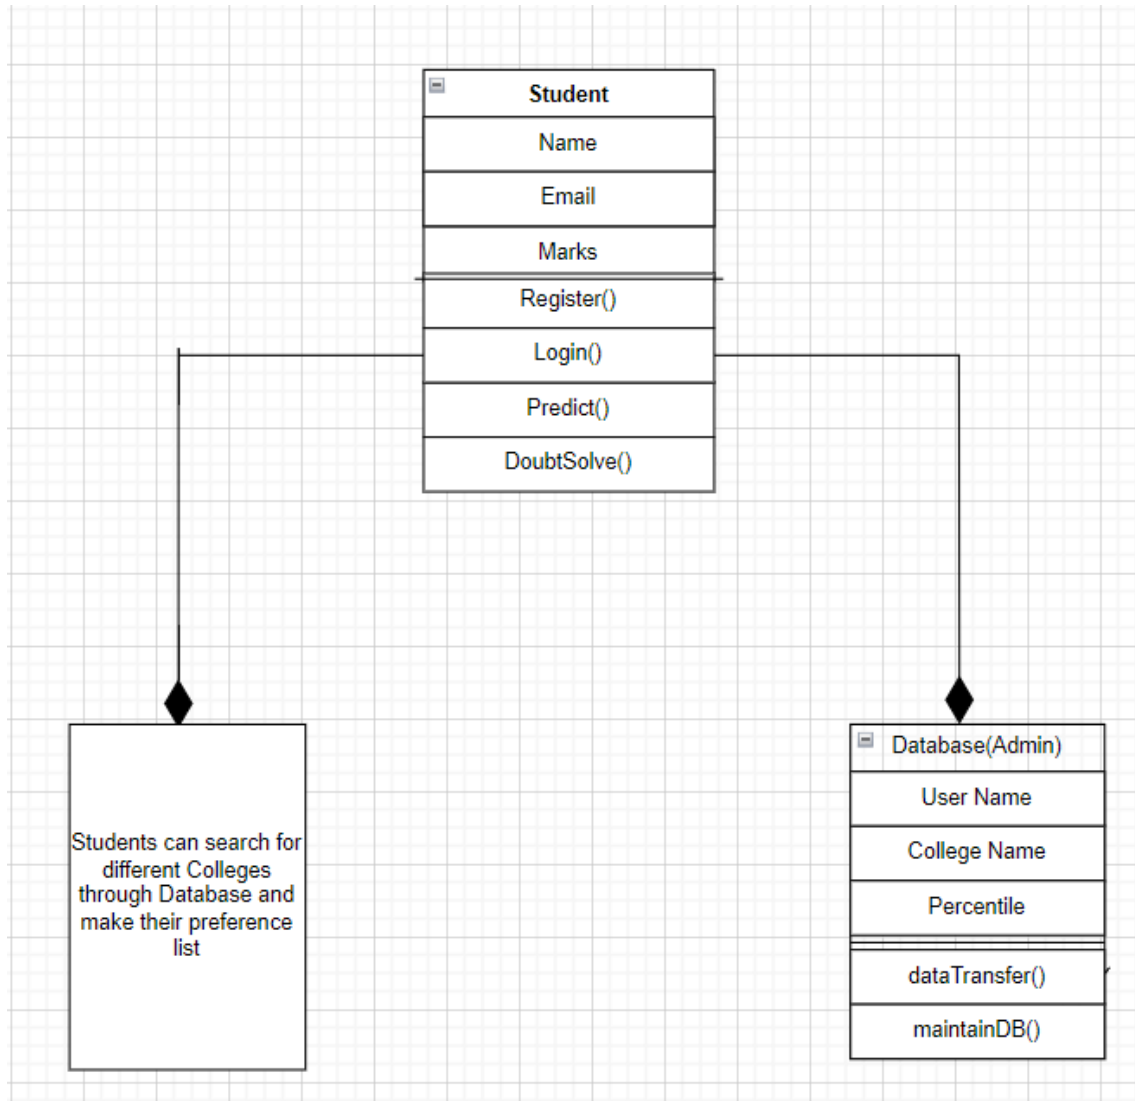 Student
Name
Email
Marks
Register()
Login()
Predict()
DoubtSolve()
Students can search for
different Colleges
through Database and
make their preference
list
Database(Admin)
User Name
College Name
Percentile
dataTransfer()
maintainDB()